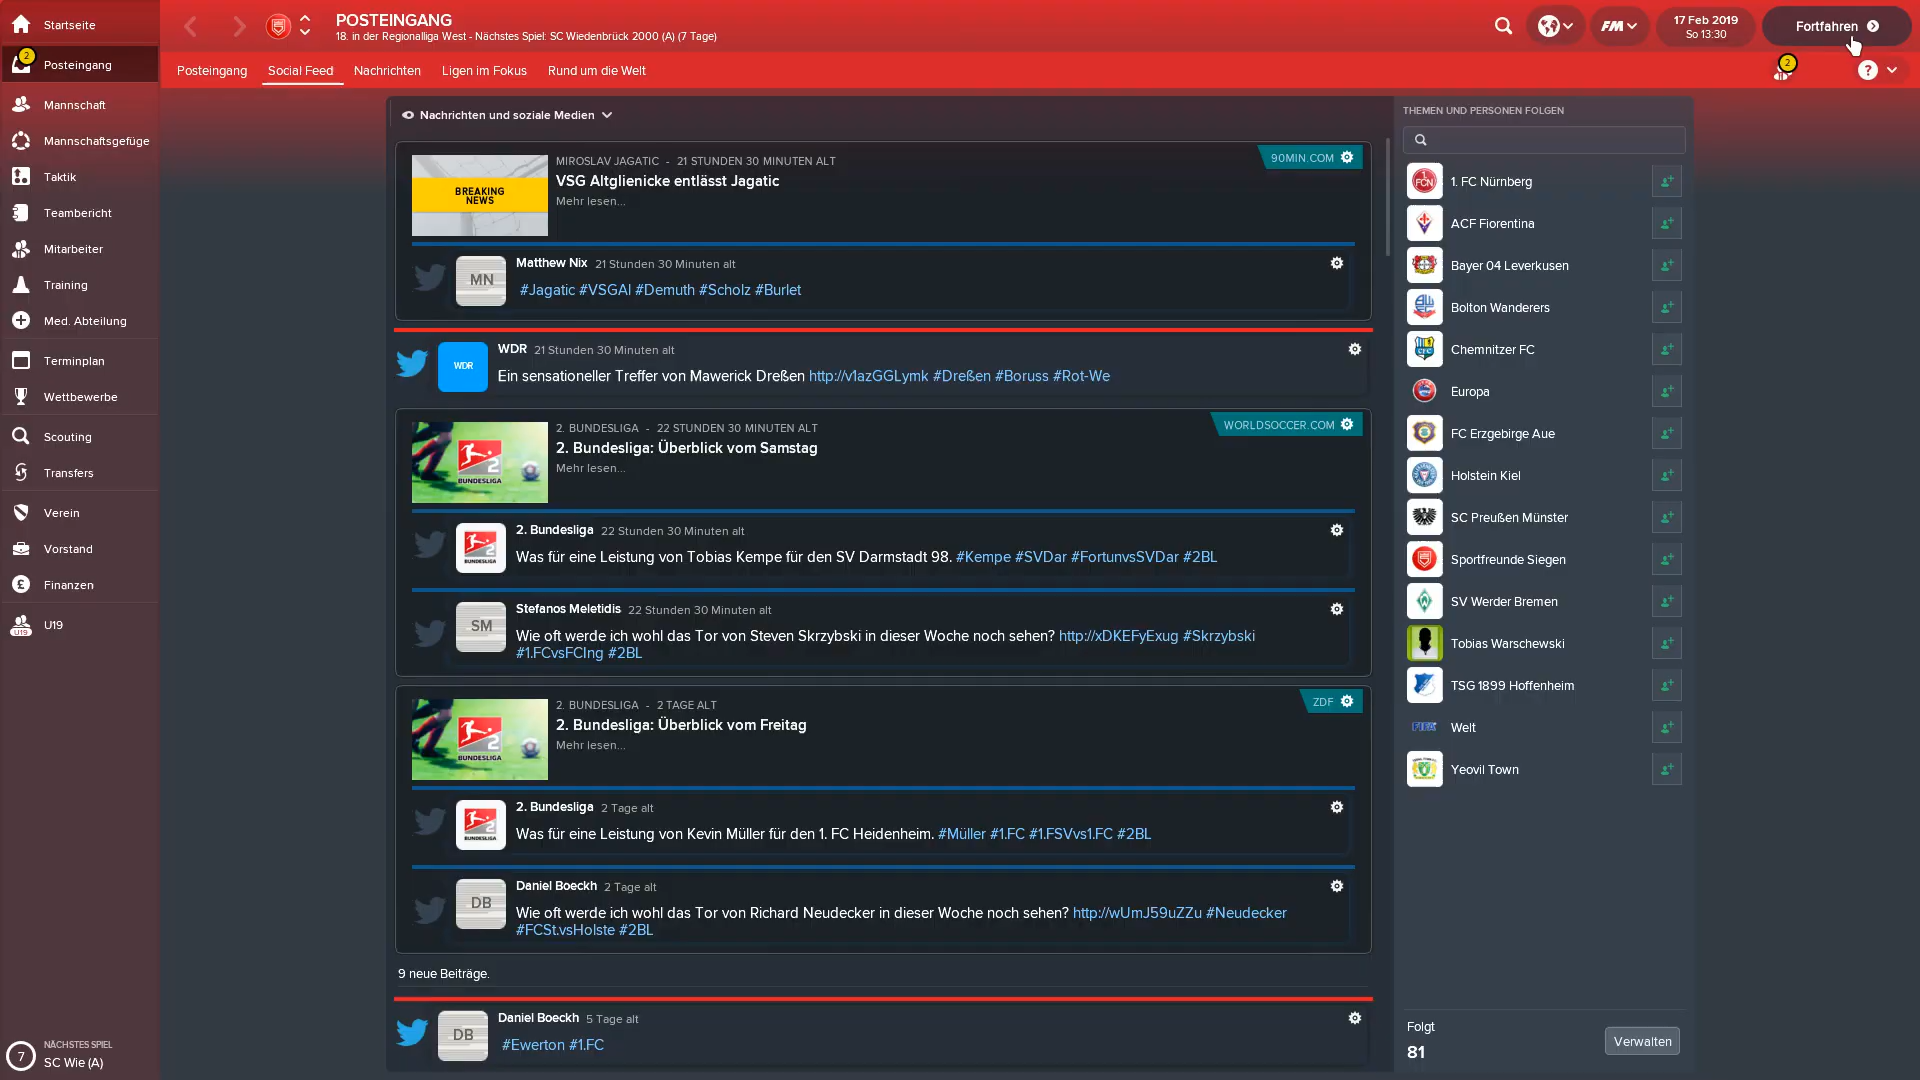 Startseite
2
Posteingang
Mannschaft
Mannschaftsgefüge
Taktik
Teambericht
Mitarbeiter
Training
Med. Abteilung
Terminplan
Wettbewerbe
Scouting
Transfers
Verein
Vorstand
Finanzen
U19
U19
NÄCHSTES SPIEL
7
SC Wie (A)
POSTEINGANG
18. in der Regionalliga West - Nächstes Spiel: SC Wiedenbrück 2000 (A) (7 Tage)
FM
17 Feb 2019
So 13:30
Fortfahren
Posteingang
Social Feed
Nachrichten
Ligen im Fokus
Rund um die Welt
2
?
Nachrichten und soziale Medien
BREAKING
NEWS
MIROSLAV JAGATIC - 21 STUNDEN 30 MINUTEN ALT
90MIN.COM
VSG Altglienicke entlässt Jagatic
Mehr lesen...
MN
Matthew Nix 21 Stunden 30 Minuten alt
#Jagatic #VSGAl #Demuth #Scholz #Burlet
WDR
WDR 21 Stunden 30 Minuten alt
Ein sensationeller Treffer von Mawerick Dreßen http://v1azGGLymk #Dreßen #Boruss #Rot-We
BUNDESLIGA
2. BUNDESLIGA - 22 STUNDEN 30 MINUTEN ALT
WORLDSOCCER.COM
2. Bundesliga: Überblick vom Samstag
Mehr lesen...
BUNDESLIGA
2. Bundesliga 22 Stunden 30 Minuten alt
Was für eine Leistung von Tobias Kempe für den SV Darmstadt 98. #Kempe #SVDar #FortunvsSVDar #2BL
SM
Stefanos Meletidis 22 Stunden 30 Minuten alt
Wie oft werde ich wohl das Tor von Steven Skrzybski in dieser Woche noch sehen? http://xDKEFyExug #Skrzybski
#1.FCvsFCIng #2BL
BUNDESLIGA
2. BUNDESLIGA - 2 TAGE ALT
ZDF
2. Bundesliga: Überblick vom Freitag
Mehr lesen...
BUNDESLIGA
2. Bundesliga 2 Tage alt
Was für eine Leistung von Kevin Müller für den 1. FC Heidenheim. #Müller #1.FC #1.FSVvs1.FC #2BL
DB
Daniel Boeckh 2 Tage alt
Wie oft werde ich wohl das Tor von Richard Neudecker in dieser Woche noch sehen? http://wUmJ59uZZu #Neudecker
#FCSt.vsHolste #2BL
9 neue Beiträge.
DB
Daniel Boeckh 5 Tage alt
#Ewerton #1.FC
THEMEN UND PERSONEN FOLGEN
1. FC Nürnberg
ACF Fiorentina
Bayer 04 Leverkusen
Bolton Wanderers
Chemnitzer FC
Europa
FC Erzgebirge Aue
Holstein Kiel
SC Preußen Münster
Sportfreunde Siegen
SV Werder Bremen
Tobias Warschewski
TSG 1899 Hoffenheim
FIFA
Welt
Yeovil Town
Folgt
81
Verwalten